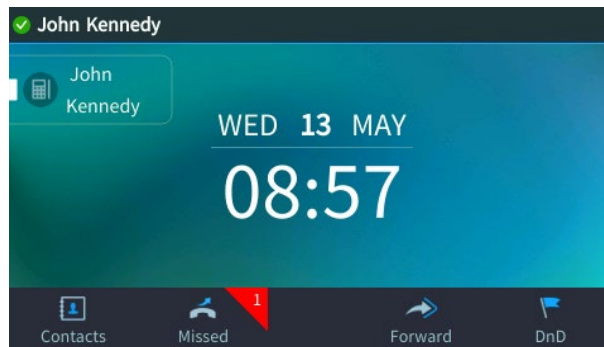 John Kennedy
John
Kennedy
WED 13 MAY
08:57
1
Contacts
Missed
Forward
DnD